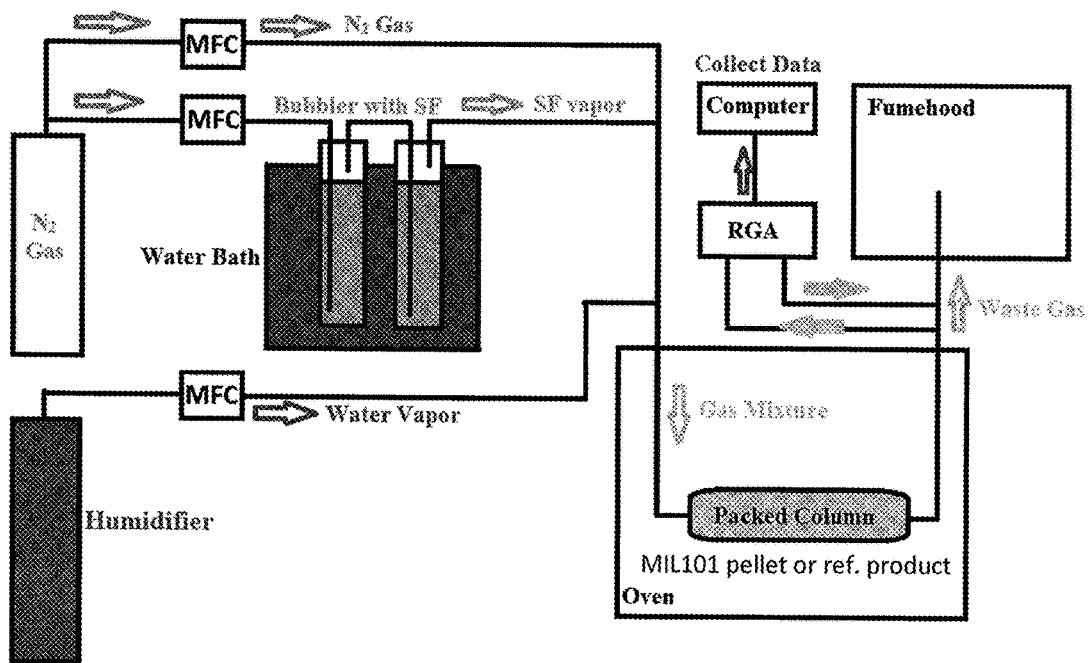 N₂ Gas
MFC
Collect Data
Computer
Fumehood
Bubbler with SF
SF vapor
MFC
N₂
Gas
RGA
Water Bath
Waste Gas
MFC
Water Vapor
Gas Mixture
Humidifier
Packed Column
MIL101 pellet or ref. product
Oven